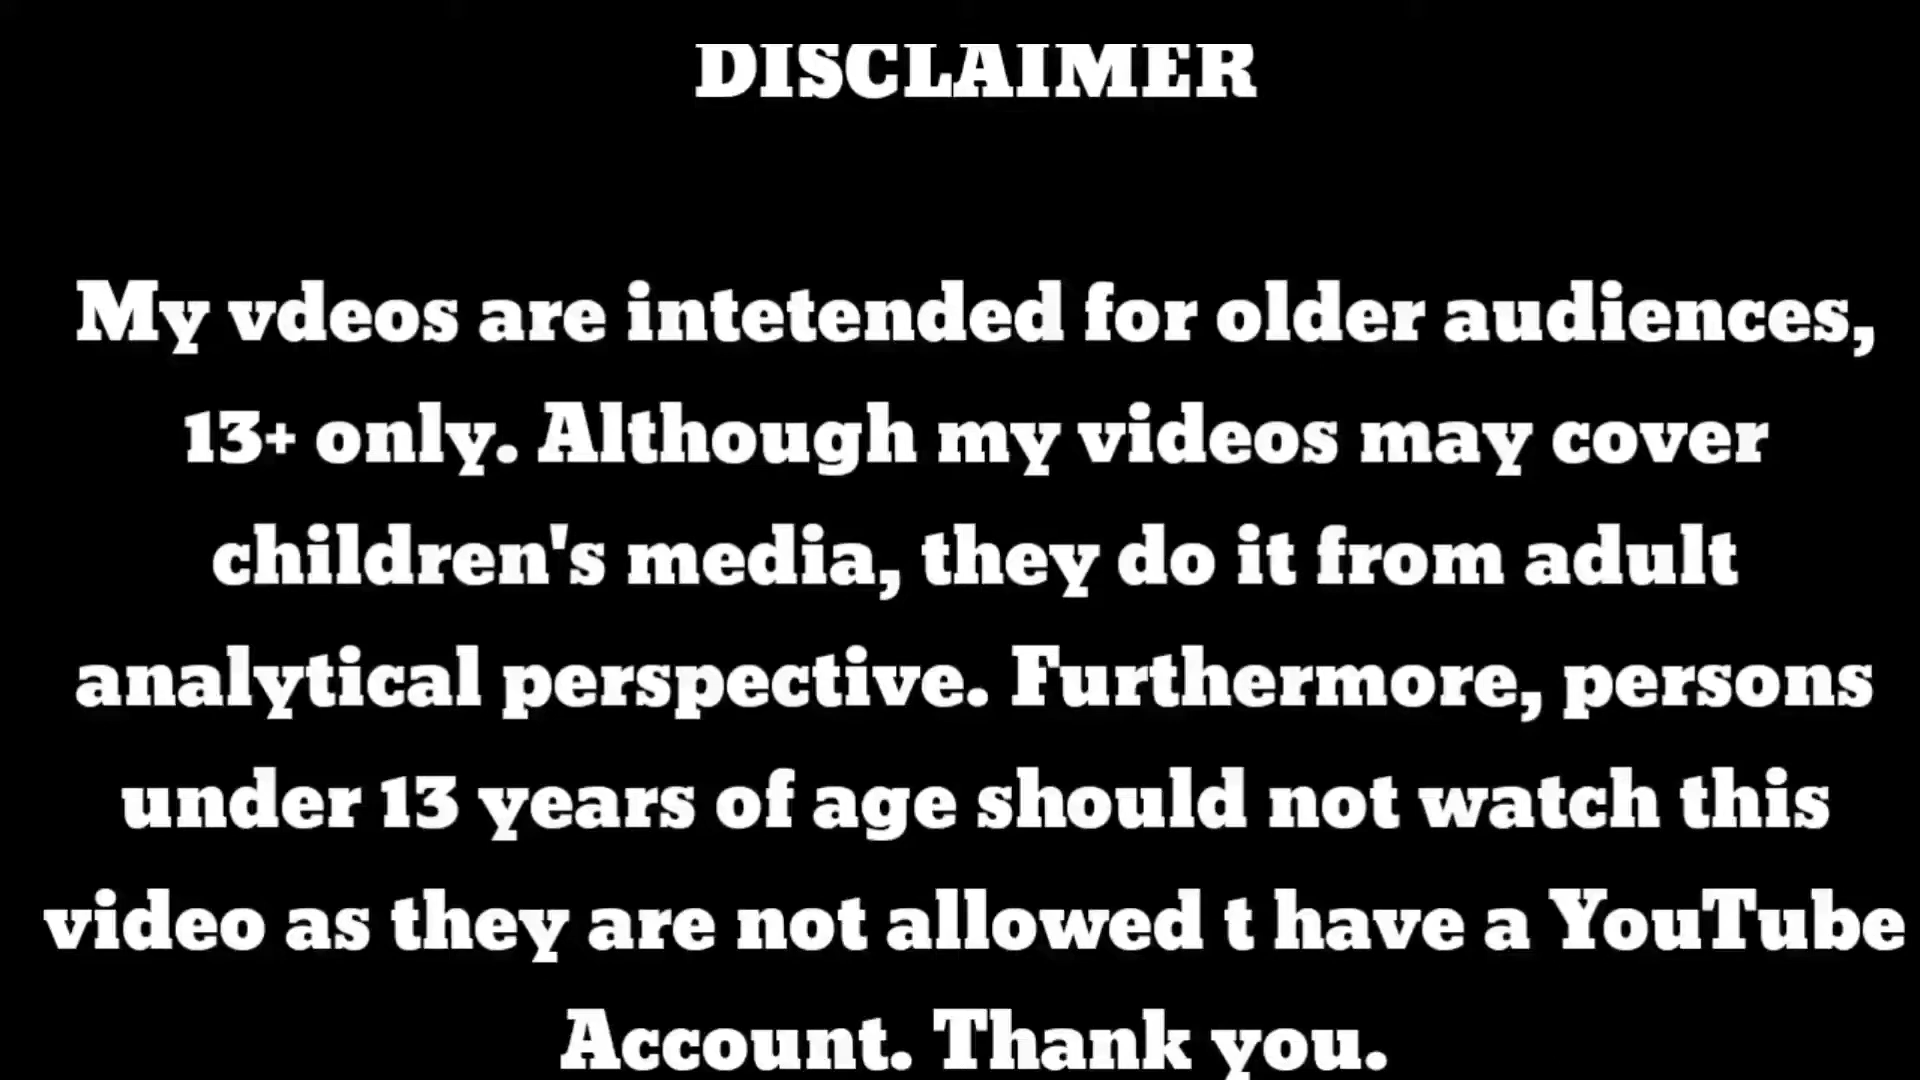 DISCLAIMER
My vdeos are intetended for older audiences,
13+ only. Although my videos may cover
children's media, they do it from adult
analytical perspective. Furthermore, persons
under 13 years of age should not watch this
video as they are not allowed t have a YouTube
Account. Thank you.